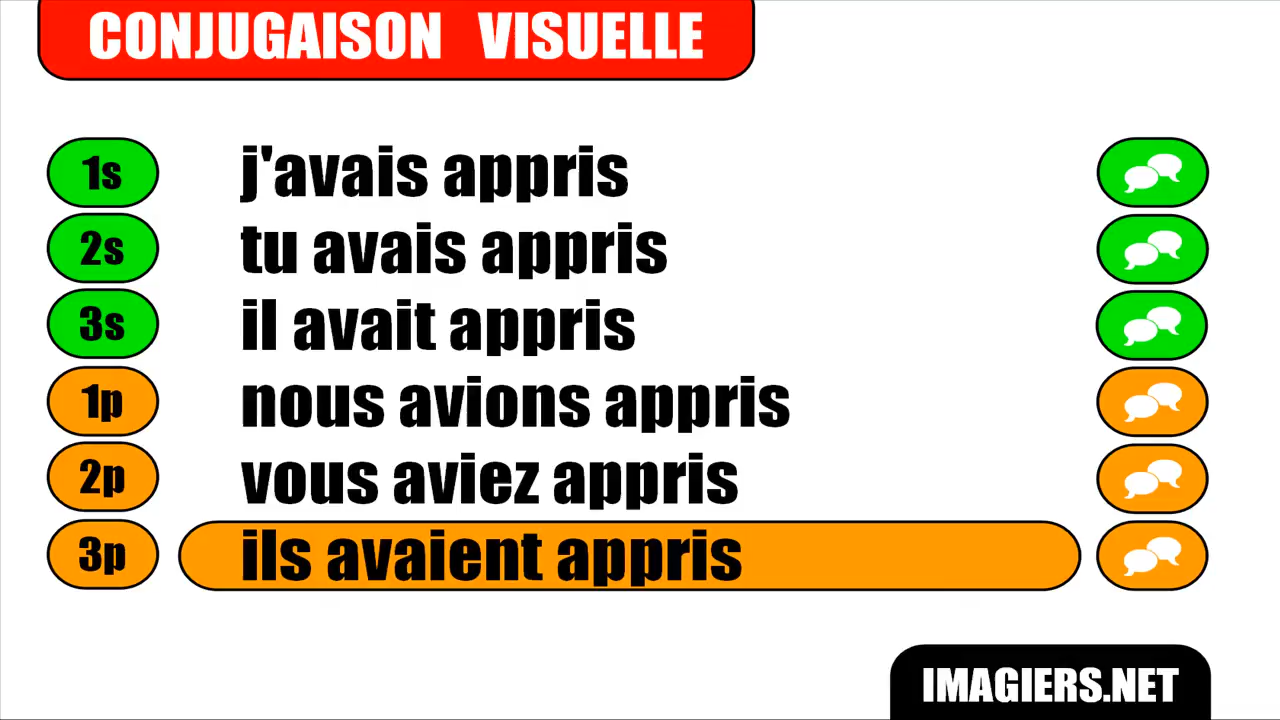 CONJUGAISON VISUELLE
1s j'avais appris
2s tu avais appris
3s il avait appris
1p nous avions appris
2p vous aviez appris
3p ils avaient appris
IMAGIERS.NET